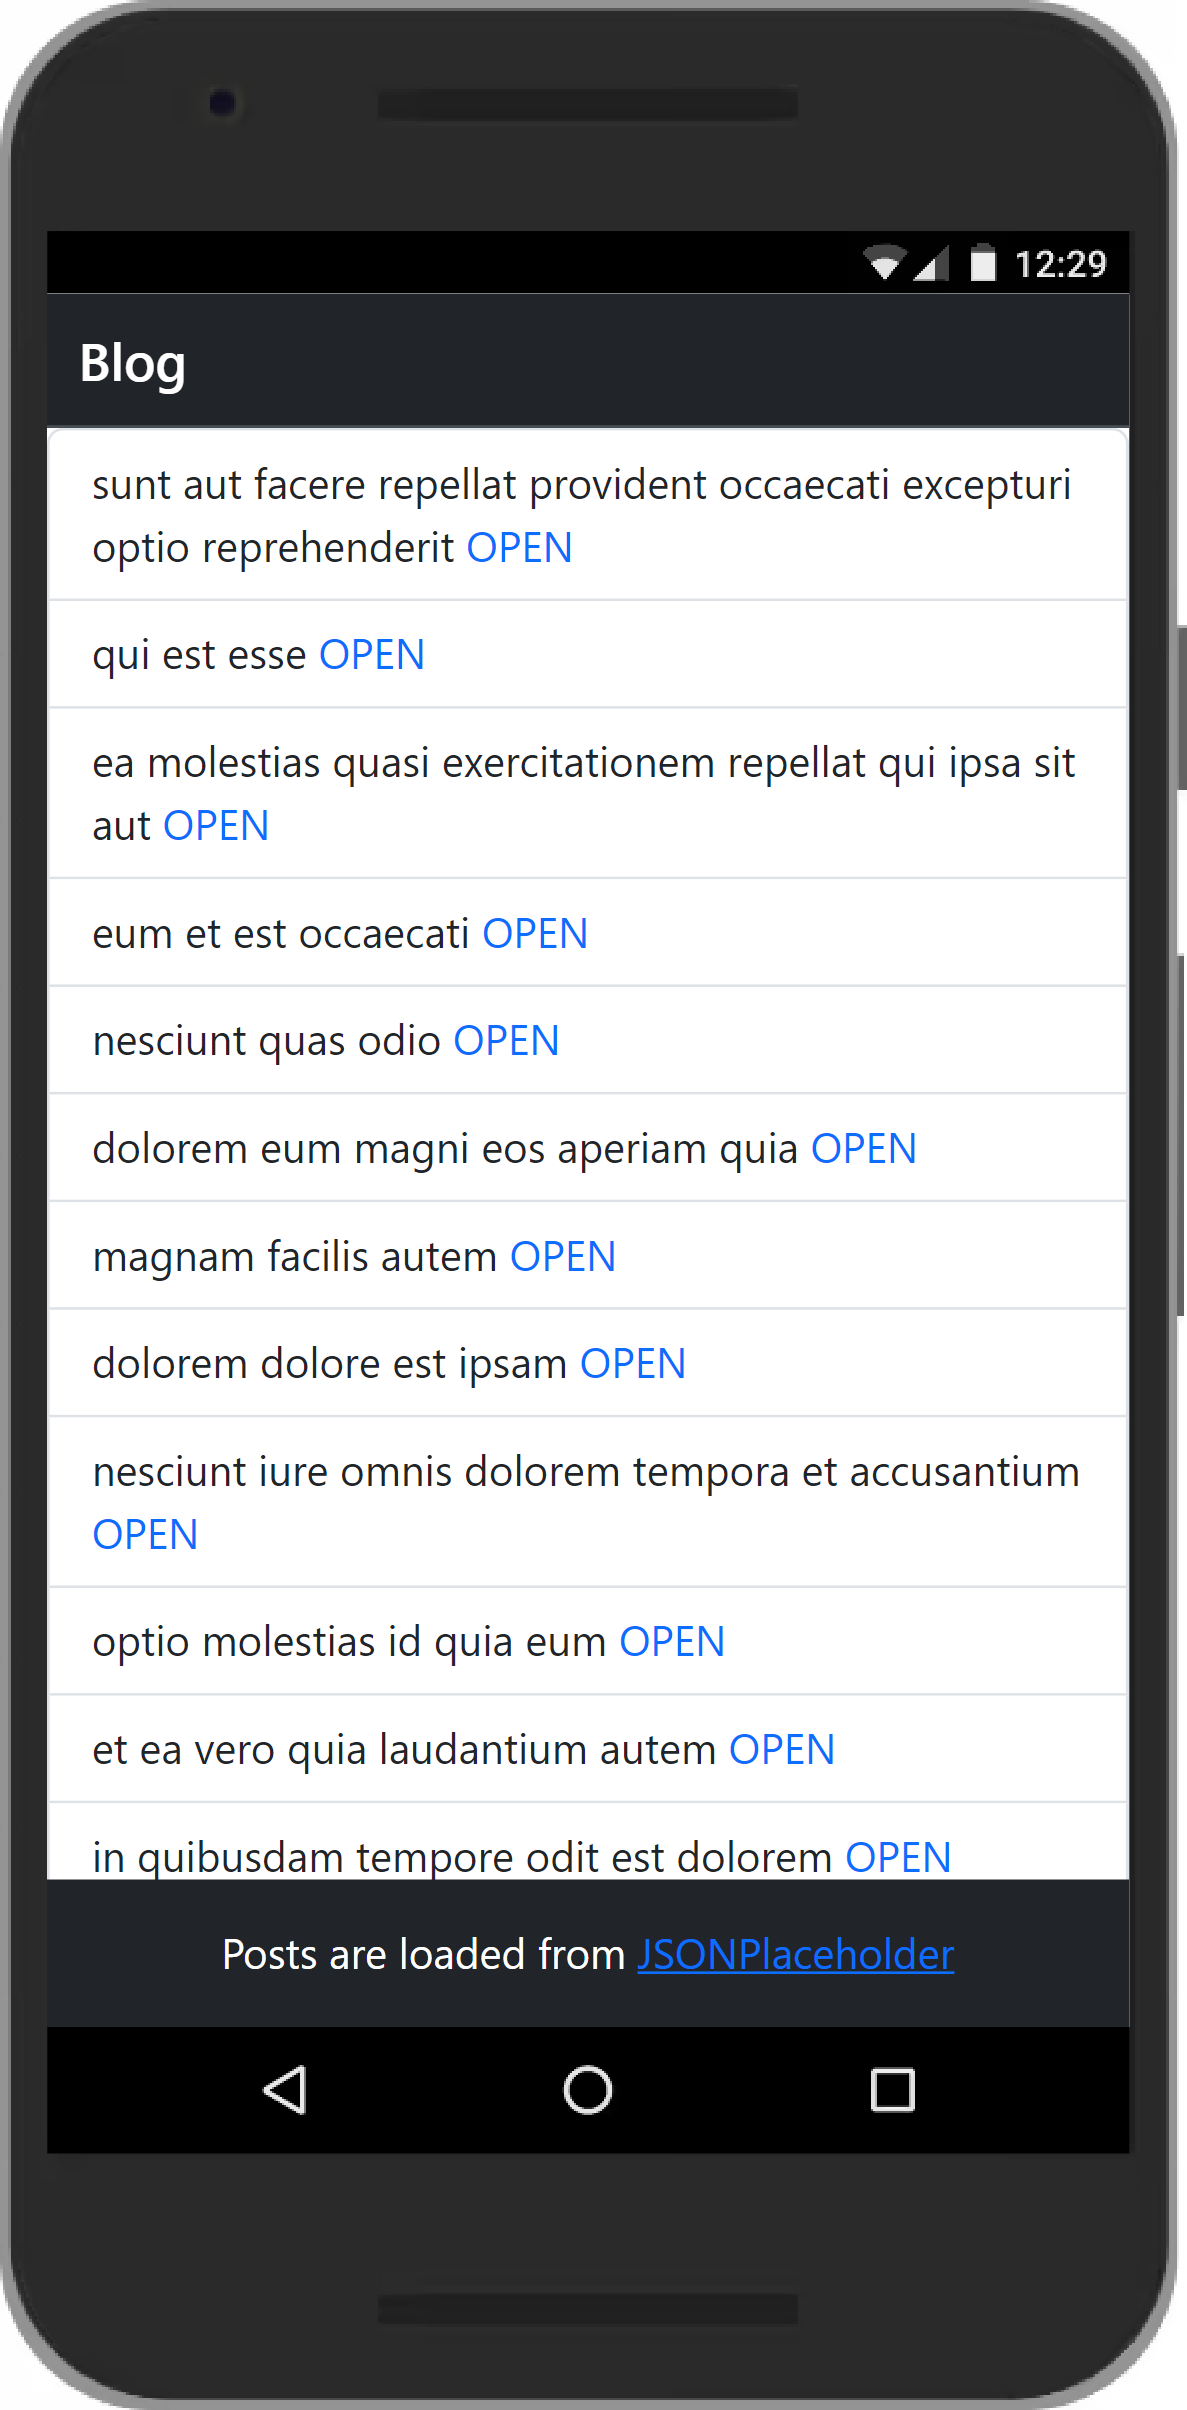 12:29
Blog
sunt aut facere repellat provident occaecati excepturi
optio reprehenderit OPEN
qui est esse OPEN
ea molestias quasi exercitationem repellat qui ipsa sit
aut OPEN
eum et est occaecati OPEN
nesciunt quas odio OPEN
dolorem eum magni eos aperiam quia OPEN
magnam facilis autem OPEN
dolorem dolore est ipsam OPEN
nesciunt iure omnis dolorem tempora et accusantium
OPEN
optio molestias id quia eum OPEN
et ea vero quia laudantium autem OPEN
in quibusdam tempore odit est dolorem OPEN
Posts are loaded from JSONPlaceholder